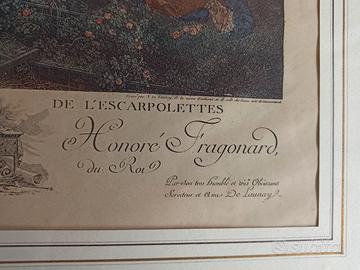 DE L'ESCARPOLETTES
Honoré Fragonard,
du Roi
Par son très humble et très Obéissant
Serviteur et Ami De Launay